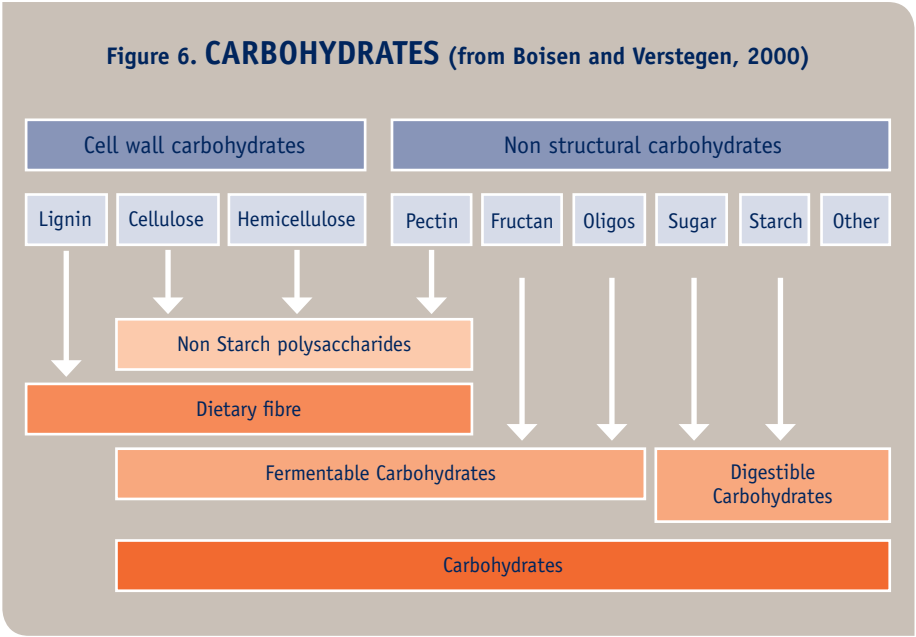 Figure 6. CARBOHYDRATES (from Boisen and Verstegen, 2000)
Cell wall carbohydrates
Non structural carbohydrates
Lignin
Cellulose
Hemicellulose
Pectin
Fructan
Oligos
Sugar
Starch
Other
Non Starch polysaccharides
Dietary fibre
Fermentable Carbohydrates
Digestible
Carbohydrates
Carbohydrates